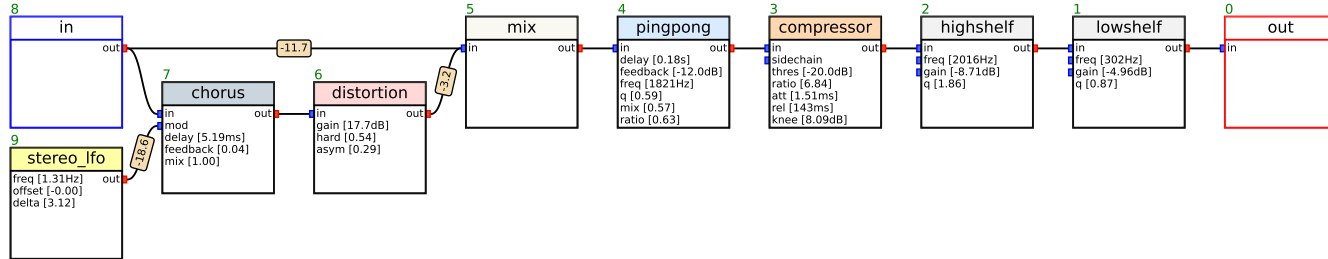 8
in
out
-11.7
9
stereo_lfo
freq [1.31Hz]
out
offset [-0.00]
delta [3.12]
-18.6
7
chorus
in
out
mod
delay [5.19ms]
feedback [0.04]
mix [1.00]
6
distortion
in
out
gain [17.7dB]
hard [0.54]
asym [0.29]
-3.2
5
mix
in
out
4
pingpong
in
out
delay [0.18s]
feedback [-12.0dB]
freq [1821Hz]
q [0.59]
mix [0.57]
ratio [0.63]
3
compressor
in
out
sidechain
thres [-20.0dB]
ratio [6.84]
att [1.51ms]
rel [143ms]
knee [8.09dB]
2
highshelf
in
out
freq [2016Hz]
gain [-8.71dB]
q [1.86]
1
lowshelf
in
out
freq [302Hz]
gain [-4.96dB]
q [0.87]
0
out
in